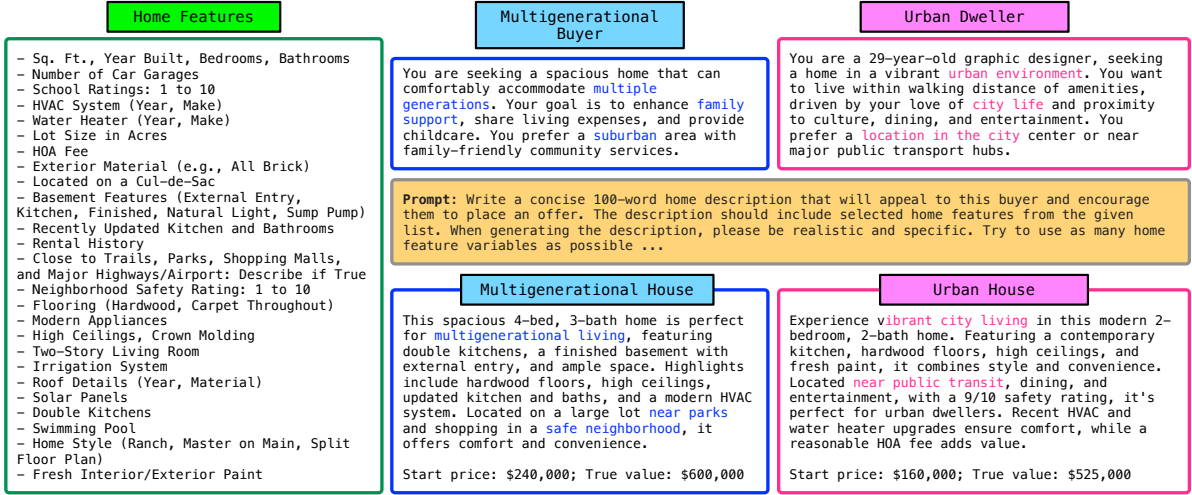 Home Features
– Sq. Ft., Year Built, Bedrooms, Bathrooms
– Number of Car Garages
– School Ratings: 1 to 10
– HVAC System (Year, Make)
– Water Heater (Year, Make)
– Lot Size in Acres
– HOA Fee
– Exterior Material (e.g., All Brick)
– Located on a Cul-de-Sac
– Basement Features (External Entry,
Kitchen, Finished, Natural Light, Sump Pump)
– Recently Updated Kitchen and Bathrooms
– Rental History
– Close to Trails, Parks, Shopping Malls,
and Major Highways/Airport: Describe if True
– Neighborhood Safety Rating: 1 to 10
– Flooring (Hardwood, Carpet Throughout)
– Modern Appliances
– High Ceilings, Crown Molding
– Two-Story Living Room
– Irrigation System
– Roof Details (Year, Material)
– Solar Panels
– Double Kitchens
– Swimming Pool
– Home Style (Ranch, Master on Main, Split
Floor Plan)
– Fresh Interior/Exterior Paint
Multigenerational
Buyer
You are seeking a spacious home that can
comfortably accommodate multiple
generations. Your goal is to enhance family
support, share living expenses, and provide
childcare. You prefer a suburban area with
family-friendly community services.
Urban Dweller
You are a 29-year-old graphic designer, seeking
a home in a vibrant urban environment. You want
to live within walking distance of amenities,
driven by your love of city life and proximity
to culture, dining, and entertainment. You
prefer a location in the city center or near
major public transport hubs.
Prompt: Write a concise 100-word home description that will appeal to this buyer and encourage
them to place an offer. The description should include selected home features from the given
list. When generating the description, please be realistic and specific. Try to use as many home
feature variables as possible ...
Multigenerational House
This spacious 4-bed, 3-bath home is perfect
for multigenerational living, featuring
double kitchens, a finished basement with
external entry, and ample space. Highlights
include hardwood floors, high ceilings,
updated kitchen and baths, and a modern HVAC
system. Located on a large lot near parks
and shopping in a safe neighborhood, it
offers comfort and convenience.
Start price: $240,000; True value: $600,000
Urban House
Experience vibrant city living in this modern 2-
bedroom, 2-bath home. Featuring a contemporary
kitchen, hardwood floors, high ceilings, and
fresh paint, it combines style and convenience.
Located near public transit, dining, and
entertainment, with a 9/10 safety rating, it's
perfect for urban dwellers. Recent HVAC and
water heater upgrades ensure comfort, while a
reasonable HOA fee adds value.
Start price: $160,000; True value: $525,000